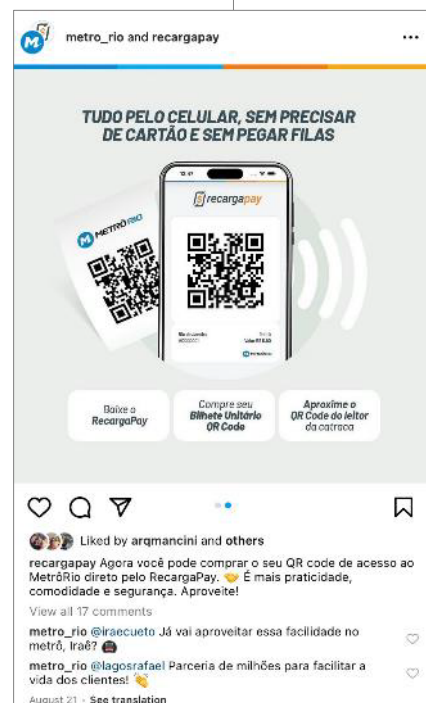 metro_rio and recargapay
TUDO PELO CELULAR, SEM PRECISAR
DE CARTÃO E SEM PEGAR FILAS
recargapay
METRÔRIO
METRÔRIO
Baixe o
RecargaPay
Compre seu
Bilhete Unitário
QR Code
Aproxime o
QR Code do leitor
da catraca
Liked by arqmancini and others
recargapay Agora você pode comprar o seu QR code de acesso ao
MetrôRio direto pelo RecargaPay. 🤝 É mais praticidade,
comodidade e segurança. Aproveite!
View all 17 comments
metro_rio @iraecueto Já vai aproveitar essa facilidade no
metrô, Iraê? 🚇
metro_rio @lagosrafael Parceria de milhões para facilitar a
vida dos clientes! 👏
August 21 · See translation